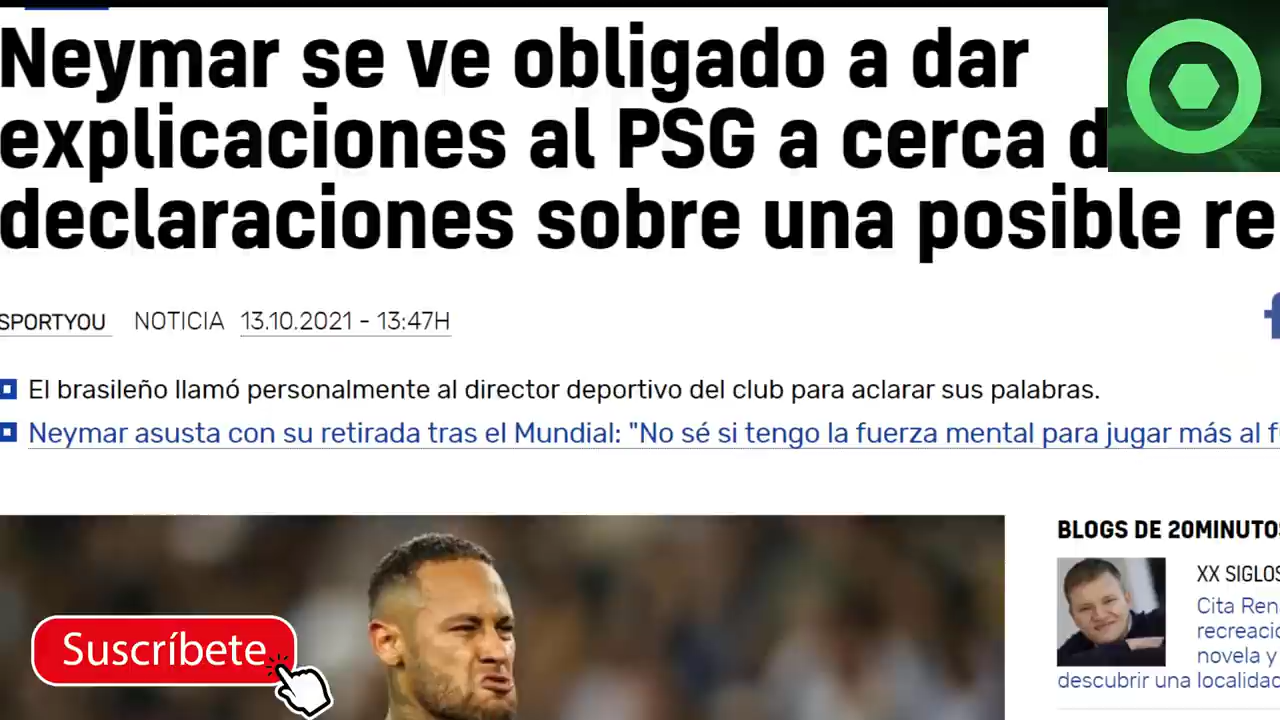 Neymar se ve obligado a dar
explicaciones al PSG a cerca d
declaraciones sobre una posible re
SPORTYOU NOTICIA 13.10.2021 - 13:47H
El brasileño llamó personalmente al director deportivo del club para aclarar sus palabras.
Neymar asusta con su retirada tras el Mundial: "No sé si tengo la fuerza mental para jugar más al f
BLOGS DE 20MINUTOS
XX SIGLOS
Cita Ren
recreació
novela y
descubrir una localidad
Suscríbete